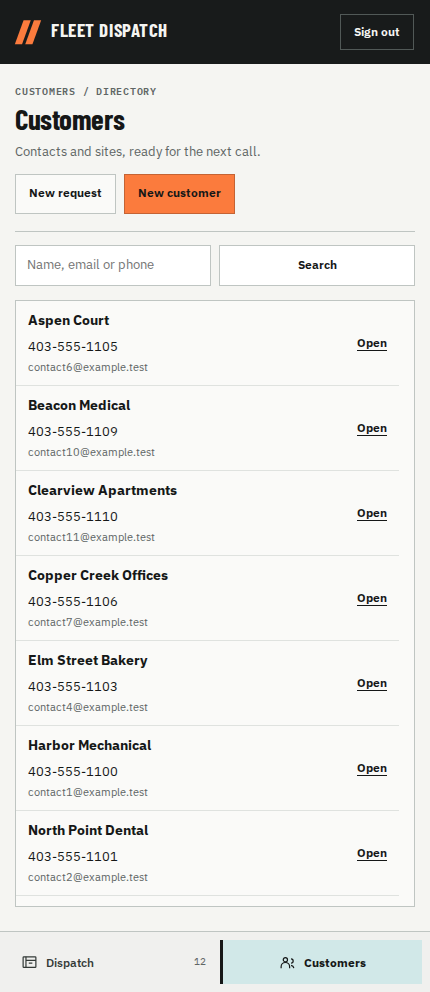 FLEET DISPATCH
Sign out
CUSTOMERS / DIRECTORY
Customers
Contacts and sites, ready for the next call.
New request
New customer
Name, email or phone
Search
Aspen Court
403-555-1105
contact6@example.test
Open
Beacon Medical
403-555-1109
contact10@example.test
Open
Clearview Apartments
403-555-1110
contact11@example.test
Open
Copper Creek Offices
403-555-1106
contact7@example.test
Open
Elm Street Bakery
403-555-1103
contact4@example.test
Open
Harbor Mechanical
403-555-1100
contact1@example.test
Open
North Point Dental
403-555-1101
contact2@example.test
Open
Dispatch
12
Customers